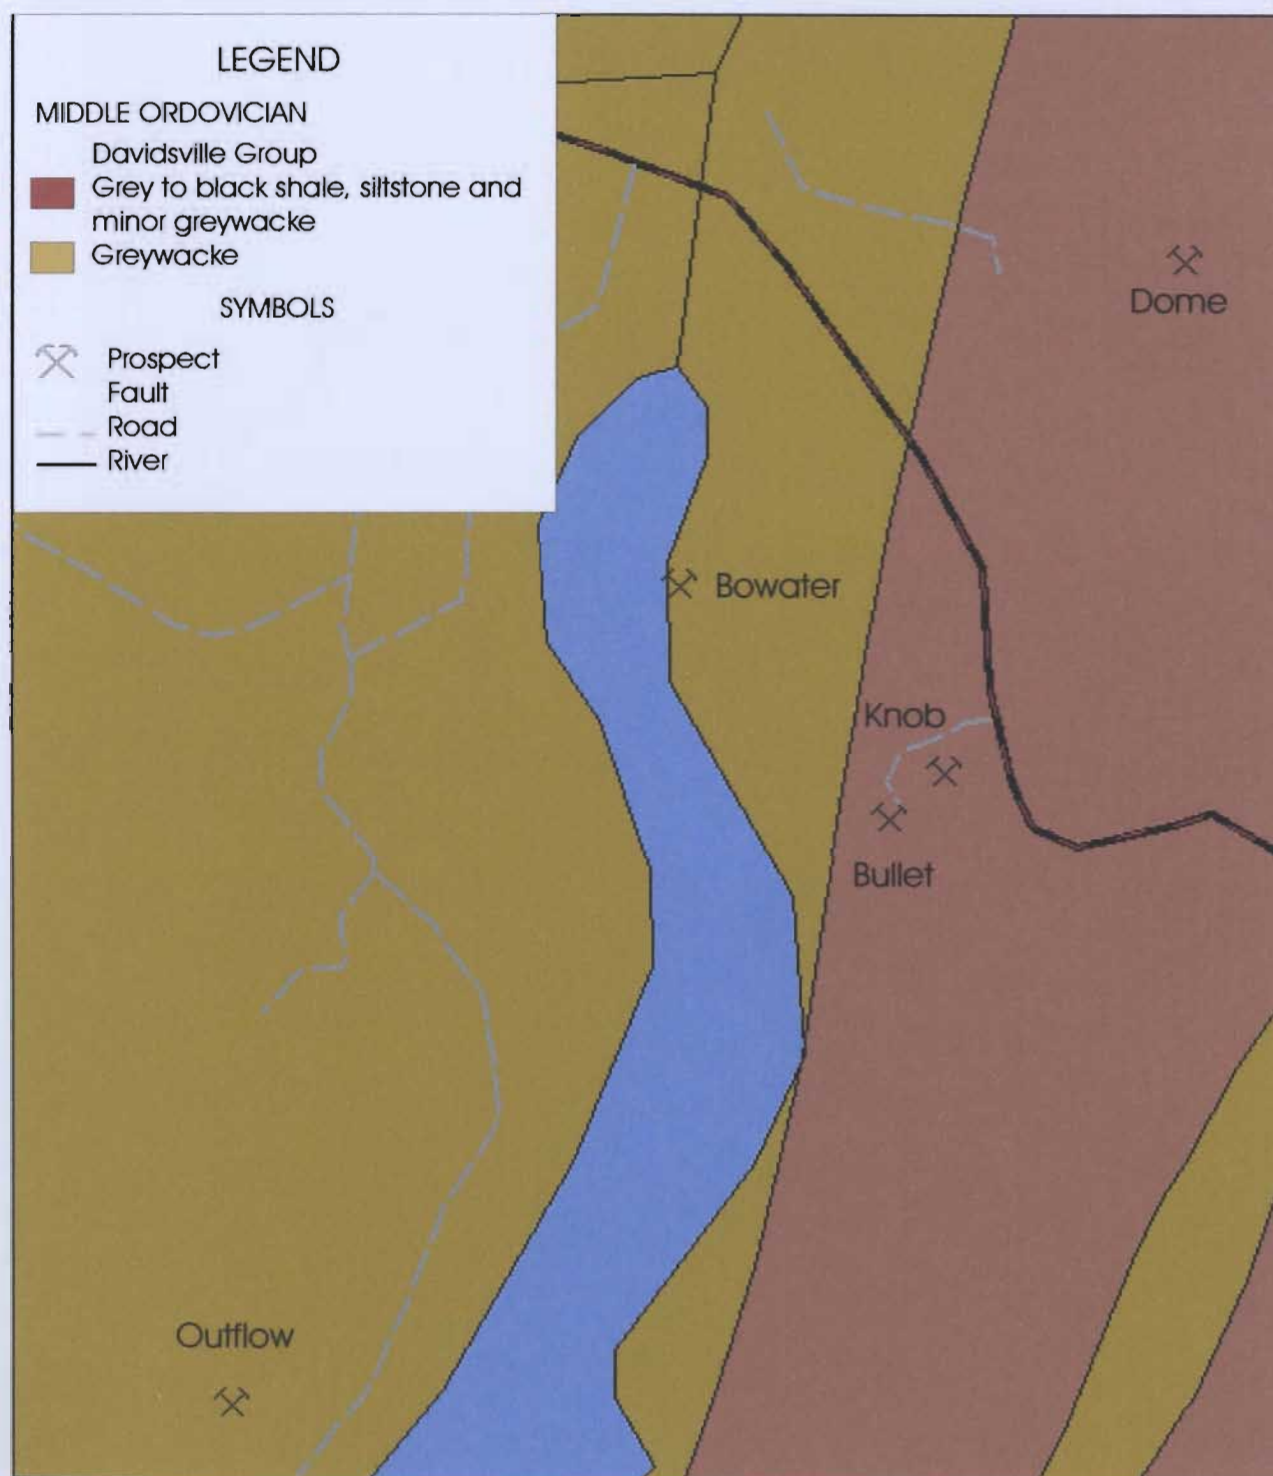 LEGEND
MIDDLE ORDOVICIAN
Davidsville Group
Grey to black shale, siltstone and
minor greywacke
Greywacke
SYMBOLS
Prospect
Fault
Road
River
Dome
Bowater
Knob
Bullet
Outflow